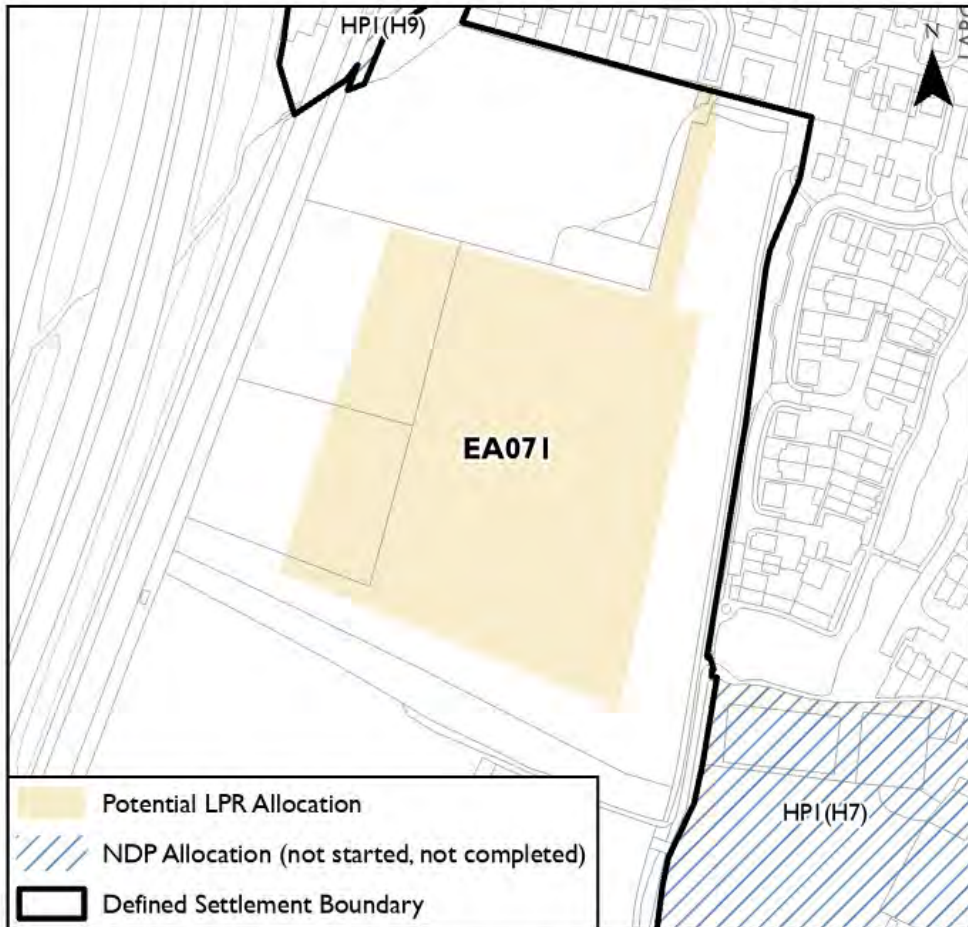 HP1(H9)
N
EA071
HP1(H7)
Potential LPR Allocation
NDP Allocation (not started, not completed)
Defined Settlement Boundary